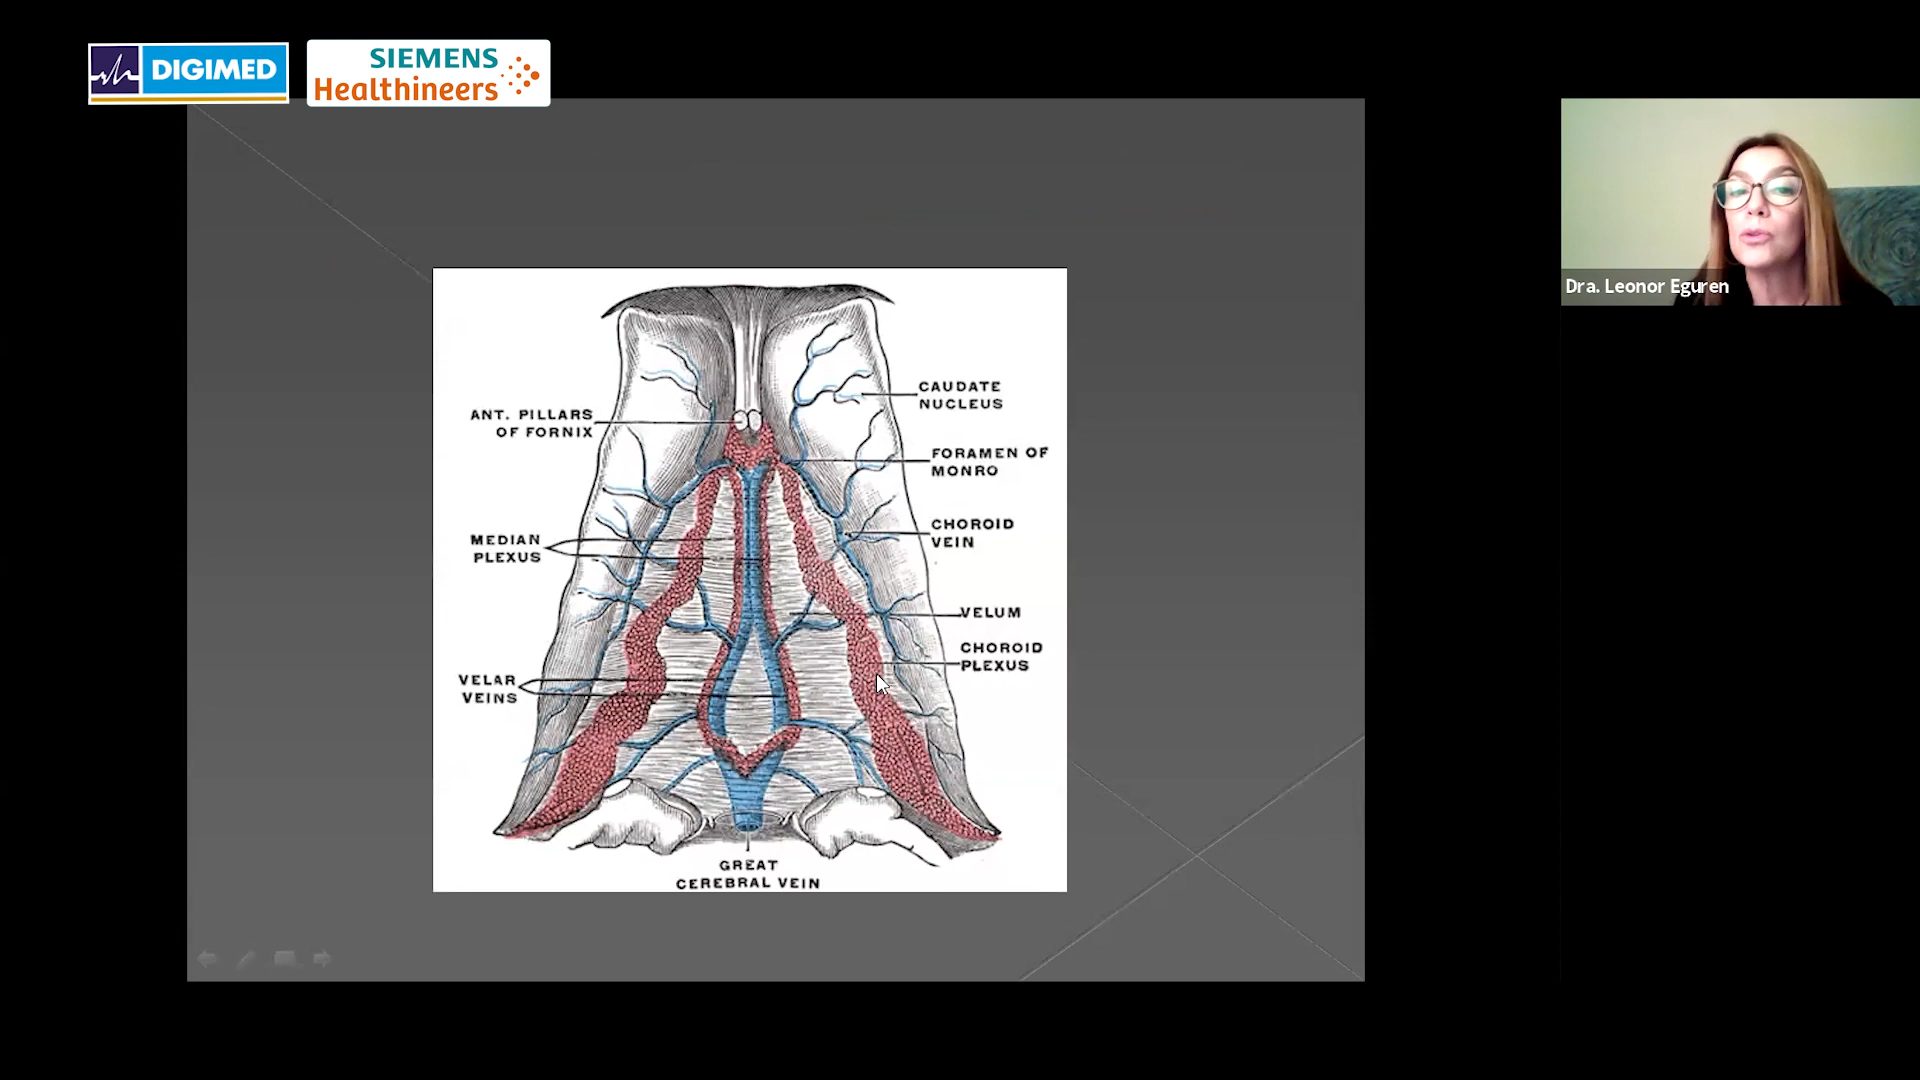 DIGIMED
SIEMENS
Healthineers
Dra. Leonor Eguren
CAUDATE
NUCLEUS
ANT. PILLARS
OF FORNIX
FORAMEN OF
MONRO
CHOROID
VEIN
MEDIAN
PLEXUS
VELUM
CHOROID
PLEXUS
VELAR
VEINS
GREAT
CEREBRAL VEIN